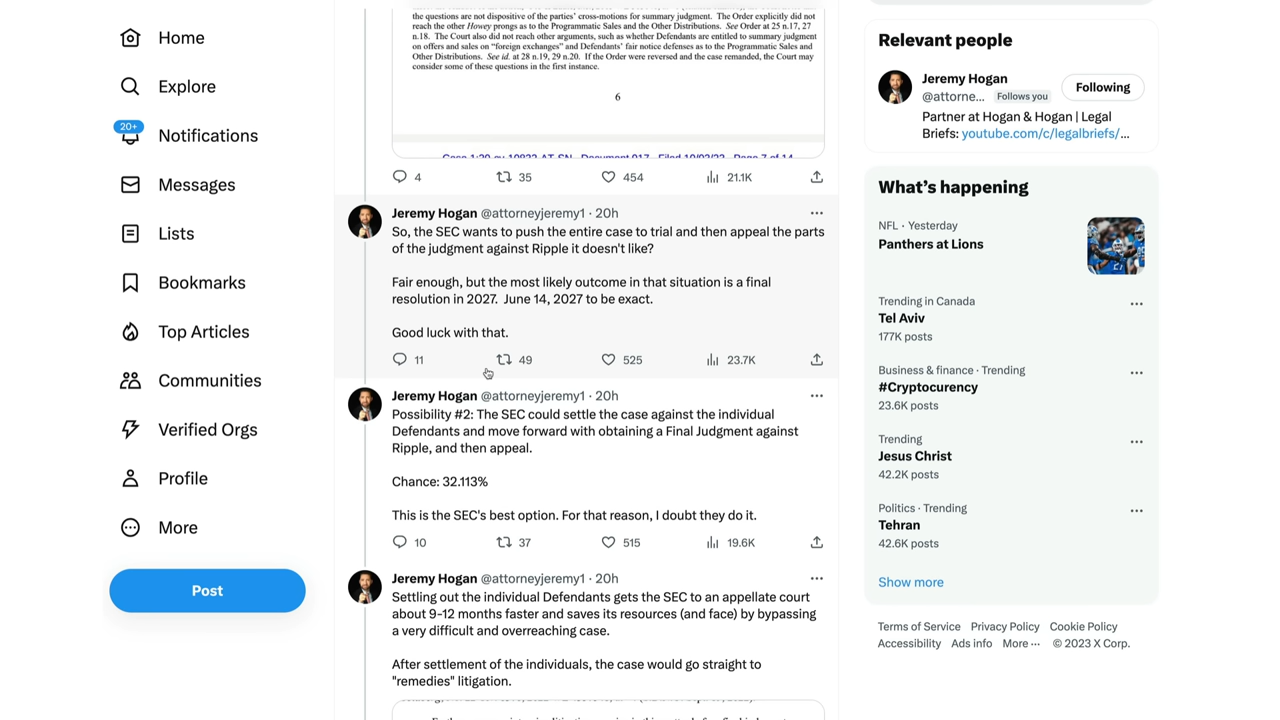 Home
Explore
20+
Notifications
Messages
Lists
Bookmarks
Top Articles
Communities
Verified Orgs
Profile
More
Post
the questions are not dispositive of the parties' cross-motions for summary judgment. The Order explicitly did not
reach the other Howey prongs as to the Programmatic Sales and the Other Distributions. See Order at 25 n.17, 27
n.18. The Court also did not reach other arguments, such as whether Defendants are entitled to summary judgment
on offers and sales on "foreign exchanges" and Defendants' fair notice defenses as to the Programmatic Sales and
Other Distributions. See id. at 28 n.19, 29 n.20. If the Order were reversed and the case remanded, the Court may
consider some of these questions in the first instance.
6
4 35 454 21.1K
Jeremy Hogan @attorneyjeremy1 · 20h
So, the SEC wants to push the entire case to trial and then appeal the parts
of the judgment against Ripple it doesn't like?
Fair enough, but the most likely outcome in that situation is a final
resolution in 2027. June 14, 2027 to be exact.
Good luck with that.
11 49 525 23.7K
Jeremy Hogan @attorneyjeremy1 · 20h
Possibility #2: The SEC could settle the case against the individual
Defendants and move forward with obtaining a Final Judgment against
Ripple, and then appeal.
Chance: 32.113%
This is the SEC's best option. For that reason, I doubt they do it.
10 37 515 19.6K
Jeremy Hogan @attorneyjeremy1 · 20h
Settling out the individual Defendants gets the SEC to an appellate court
about 9-12 months faster and saves its resources (and face) by bypassing
a very difficult and overreaching case.
After settlement of the individuals, the case would go straight to
"remedies" litigation.
Relevant people
Jeremy Hogan
@attorne... Follows you
Following
Partner at Hogan & Hogan | Legal
Briefs: youtube.com/c/legalbriefs/...
What's happening
NFL · Yesterday
Panthers at Lions
Trending in Canada
Tel Aviv
177K posts
Business & finance · Trending
#Cryptocurency
23.6K posts
Trending
Jesus Christ
42.2K posts
Politics · Trending
Tehran
42.6K posts
Show more
Terms of Service Privacy Policy Cookie Policy
Accessibility Ads info More ··· © 2023 X Corp.